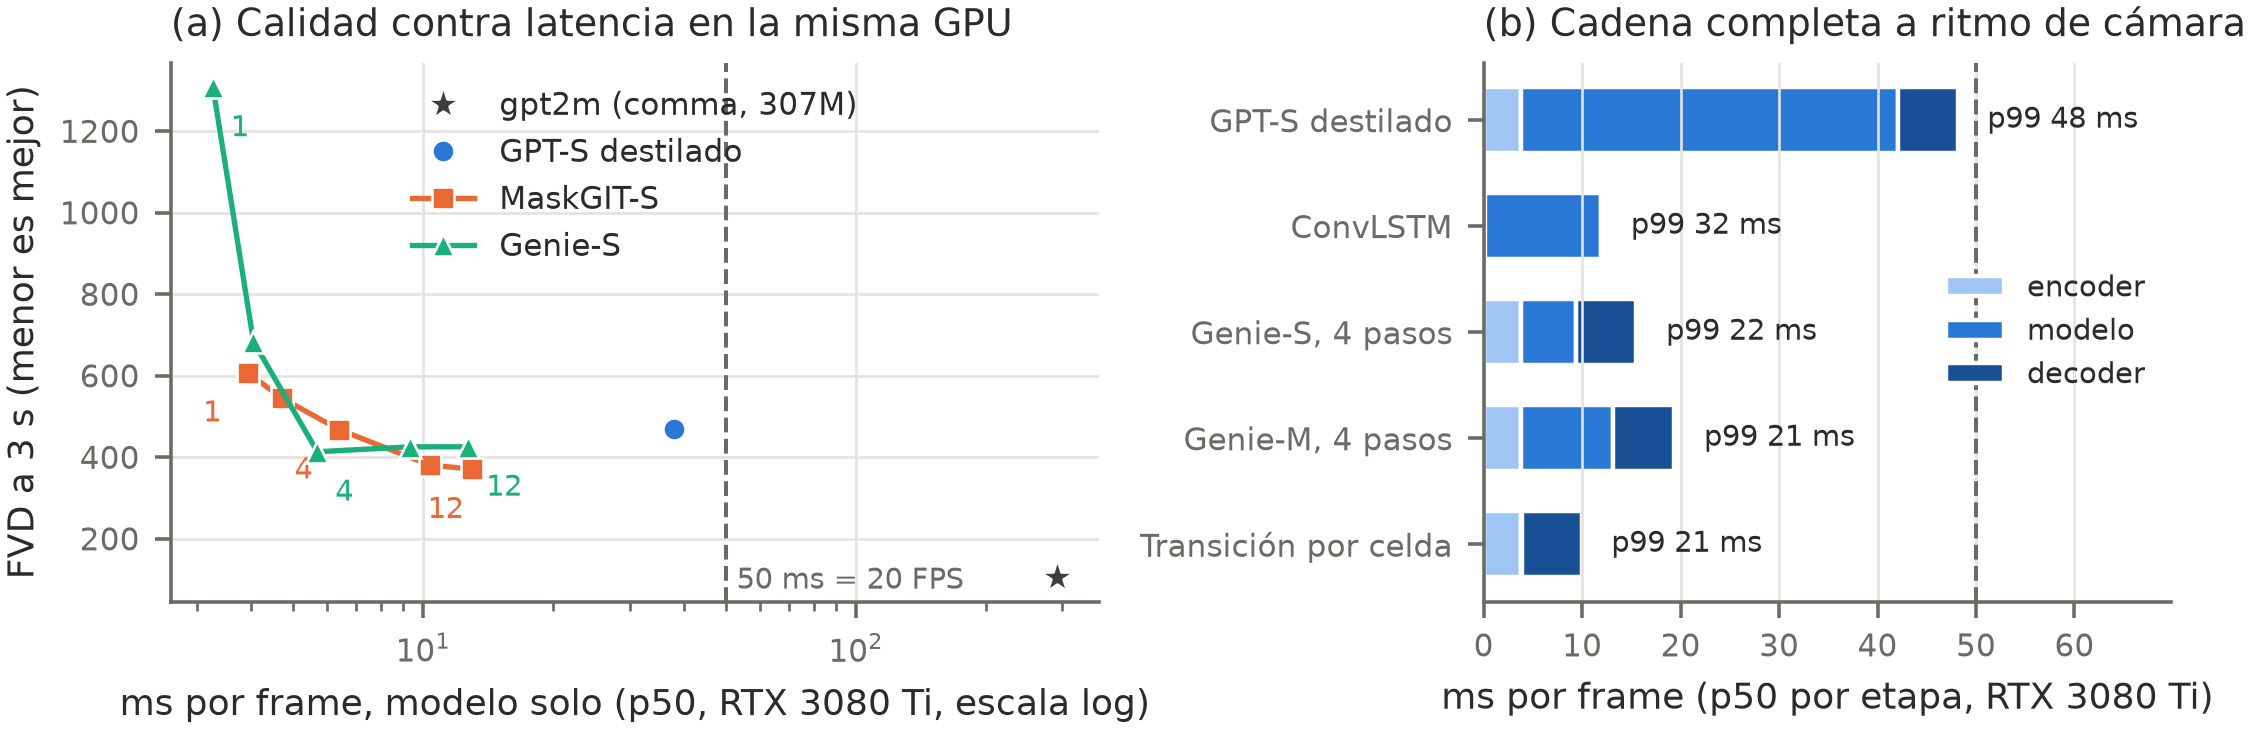 (a) Calidad contra latencia en la misma GPU
FVD a 3 s (menor es mejor)
1200
1000
800
600
400
200
gpt2m (comma, 307M)
GPT-S destilado
MaskGIT-S
Genie-S
1
1
4
4
12
12
50 ms = 20 FPS
10¹
10²
ms por frame, modelo solo (p50, RTX 3080 Ti, escala log)
(b) Cadena completa a ritmo de cámara
GPT-S destilado
p99 48 ms
ConvLSTM
p99 32 ms
Genie-S, 4 pasos
p99 22 ms
Genie-M, 4 pasos
p99 21 ms
Transición por celda
p99 21 ms
encoder
modelo
decoder
0 10 20 30 40 50 60
ms por frame (p50 por etapa, RTX 3080 Ti)